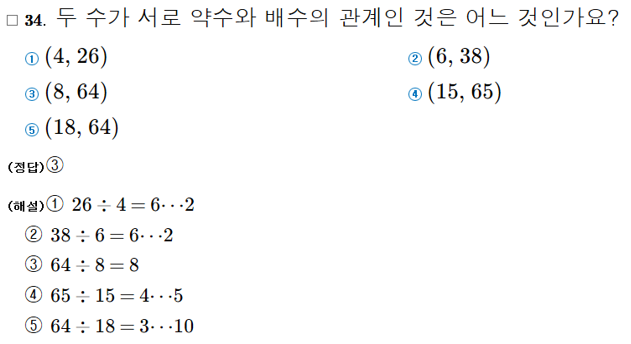 □ 34. 두 수가 서로 약수와 배수의 관계인 것은 어느 것인가요?
① (4, 26) ② (6, 38)
③ (8, 64) ④ (15, 65)
⑤ (18, 64)
(정답)③
(해설)① 26 ÷ 4 = 6···2
② 38 ÷ 6 = 6···2
③ 64 ÷ 8 = 8
④ 65 ÷ 15 = 4···5
⑤ 64 ÷ 18 = 3···10